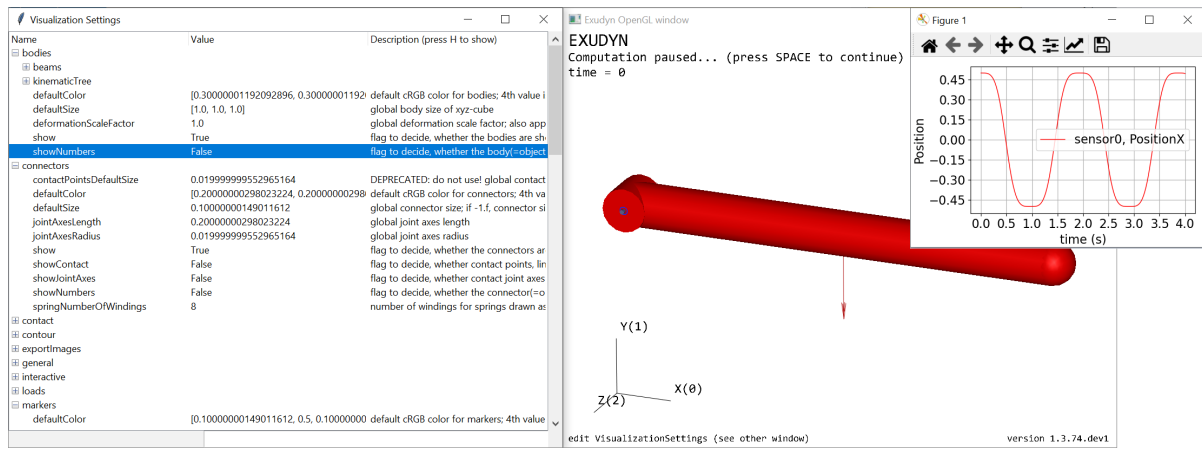 Visualization Settings
Name Value Description (press H to show)
bodies
beams
kinematicTree
defaultColor [0.30000001192092896, 0.30000001192 default cRGB color for bodies; 4th value i
defaultSize [1.0, 1.0, 1.0] global body size of xyz-cube
deformationScaleFactor 1.0 global deformation scale factor; also app
show True flag to decide, whether the bodies are sh
showNumbers False flag to decide, whether the body(=object
connectors
contactPointsDefaultSize 0.019999999552965164 DEPRECATED: do not use! global contact
defaultColor [0.20000000298023224, 0.20000000298 default cRGB color for connectors; 4th va
defaultSize 0.10000000149011612 global connector size; if -1.f, connector si
jointAxesLength 0.20000000298023224 global joint axes length
jointAxesRadius 0.019999999552965164 global joint axes radius
show True flag to decide, whether the connectors ar
showContact False flag to decide, whether contact points, lin
showJointAxes False flag to decide, whether contact joint axes
showNumbers False flag to decide, whether the connector(=o
springNumberOfWindings 8 number of windings for springs drawn as
contact
contour
exportImages
general
interactive
loads
markers
defaultColor [0.10000000149011612, 0.5, 0.10000000 default cRGB color for markers; 4th value
Exudyn OpenGL window
EXUDYN
Computation paused... (press SPACE to continue)
time = 0
Y(1)
X(0)
Z(2)
edit VisualizationSettings (see other window) version 1.3.74.dev1
Figure 1
Position
0.45
0.30
0.15
0.00
−0.15
−0.30
−0.45
sensor0, PositionX
0.0 0.5 1.0 1.5 2.0 2.5 3.0 3.5 4.0
time (s)